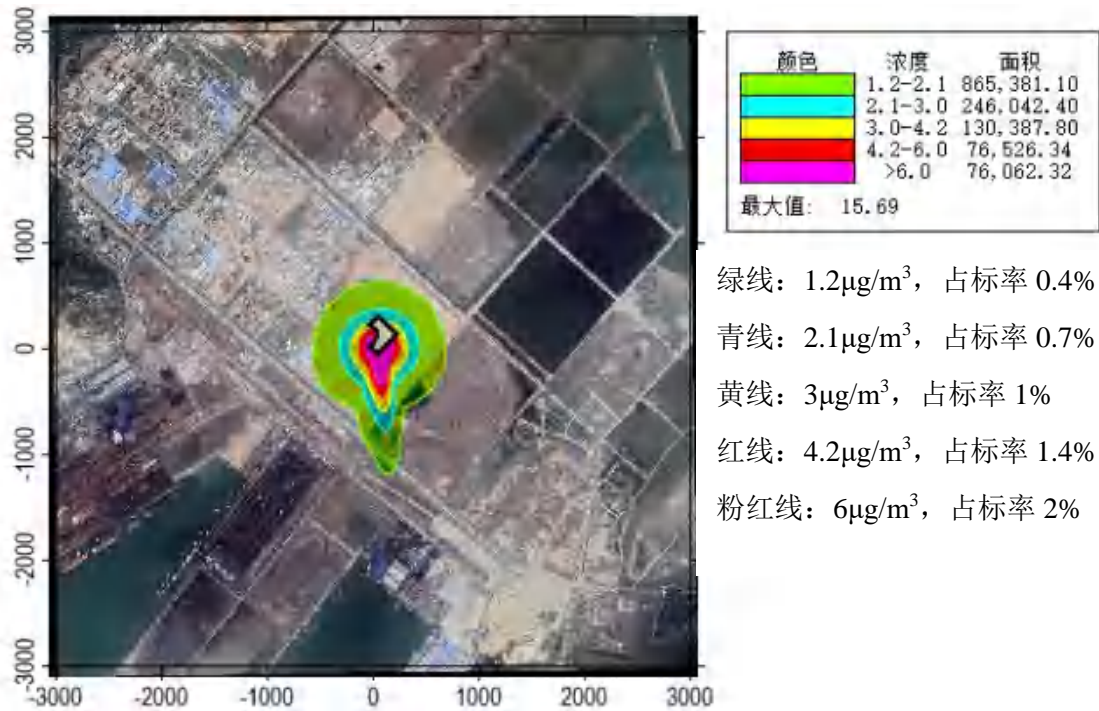 3000
2000
1000
0
-1000
-2000
-3000
-3000 -2000 -1000 0 1000 2000 3000
颜色 浓度 面积
1.2-2.1 865,381.10
2.1-3.0 246,042.40
3.0-4.2 130,387.80
4.2-6.0 76,526.34
>6.0 76,062.32
最大值: 15.69
绿线:1.2μg/m³,占标率 0.4%
青线:2.1μg/m³,占标率 0.7%
黄线:3μg/m³,占标率 1%
红线:4.2μg/m³,占标率 1.4%
粉红线:6μg/m³,占标率 2%